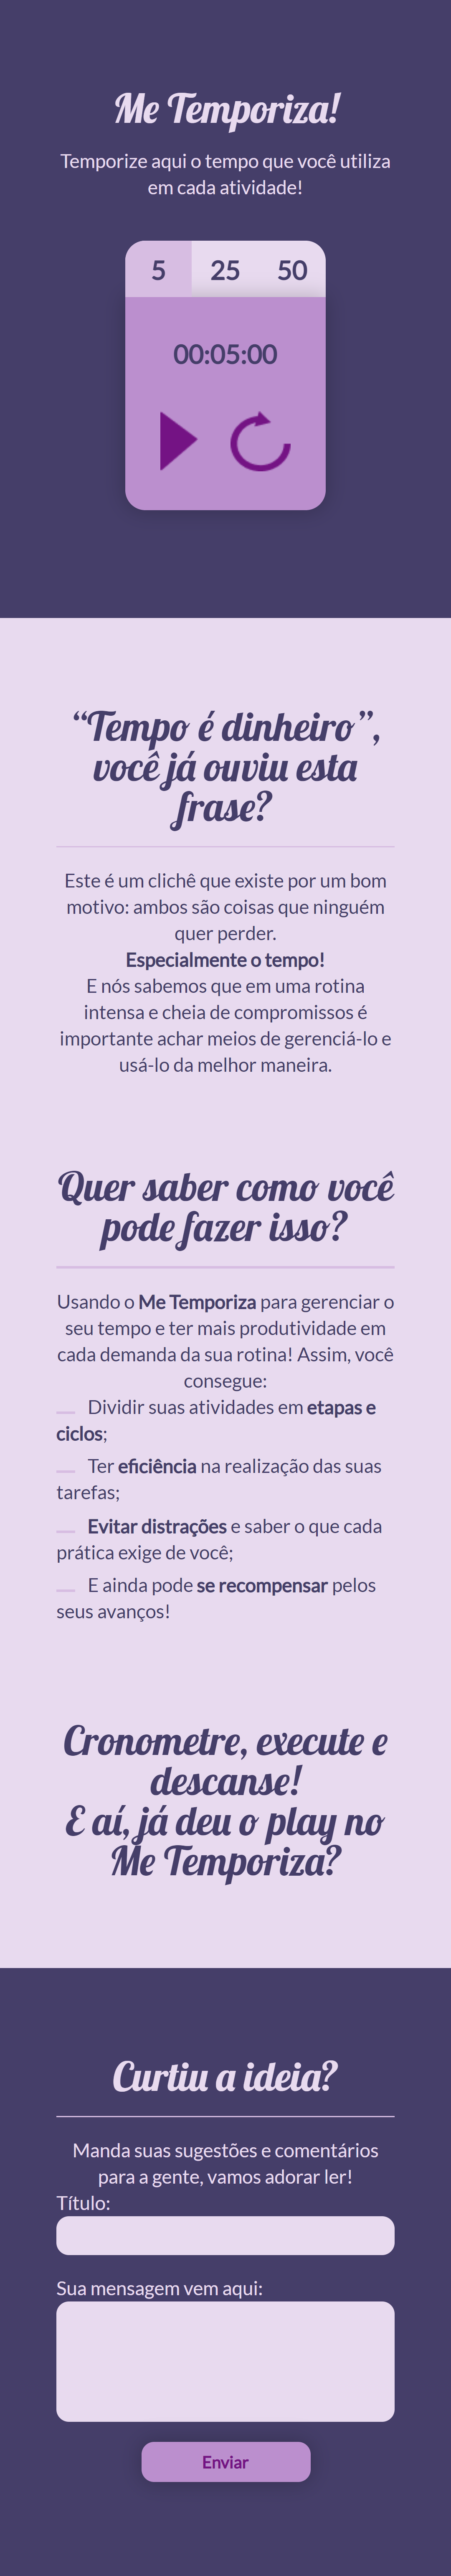 Me Temporiza!
Temporize aqui o tempo que você utiliza
em cada atividade!
5 25 50
00:05:00
“Tempo é dinheiro”,
você já ouviu esta
frase?
Este é um clichê que existe por um bom
motivo: ambos são coisas que ninguém
quer perder.
Especialmente o tempo!
E nós sabemos que em uma rotina
intensa e cheia de compromissos é
importante achar meios de gerenciá-lo e
usá-lo da melhor maneira.
Quer saber como você
pode fazer isso?
Usando o Me Temporiza para gerenciar o
seu tempo e ter mais produtividade em
cada demanda da sua rotina! Assim, você
consegue:
Dividir suas atividades em etapas e
ciclos;
Ter eficiência na realização das suas
tarefas;
Evitar distrações e saber o que cada
prática exige de você;
E ainda pode se recompensar pelos
seus avanços!
Cronometre, execute e
descanse!
E aí, já deu o play no
Me Temporiza?
Curtiu a ideia?
Manda suas sugestões e comentários
para a gente, vamos adorar ler!
Título:
Sua mensagem vem aqui:
Enviar